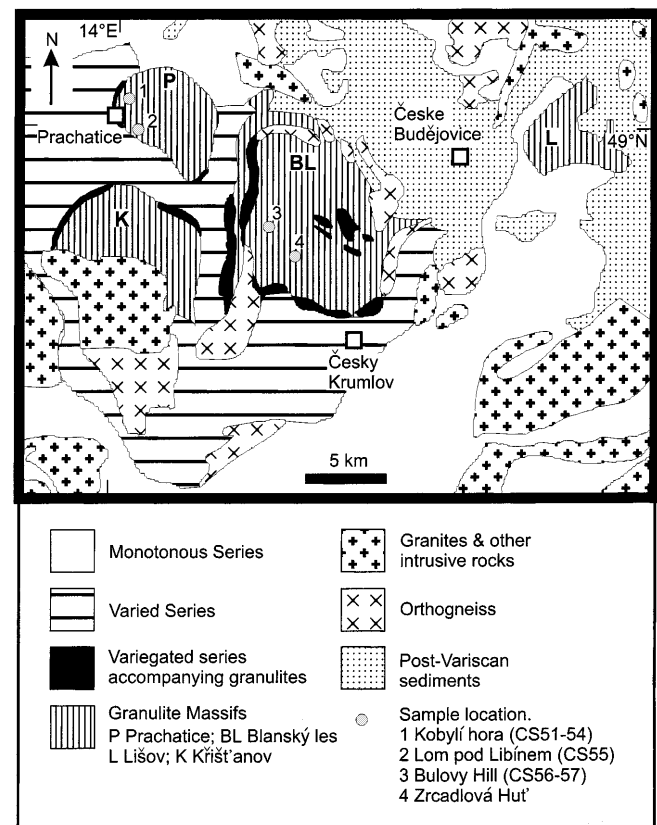 14°E
N
P
1
2
Prachatice
Česke
Budějovice
L
49°N
BL
K
3
4
Česky
Krumlov
5 km
Monotonous Series
Varied Series
Variegated series
accompanying granulites
Granulite Massifs
P Prachatice; BL Blanský les
L Lišov; K Křišťanov
Granites & other
intrusive rocks
Orthogneiss
Post-Variscan
sediments
Sample location.
1 Kobylí hora (CS51-54)
2 Lom pod Libínem (CS55)
3 Bulovy Hill (CS56-57)
4 Zrcadlová Huť